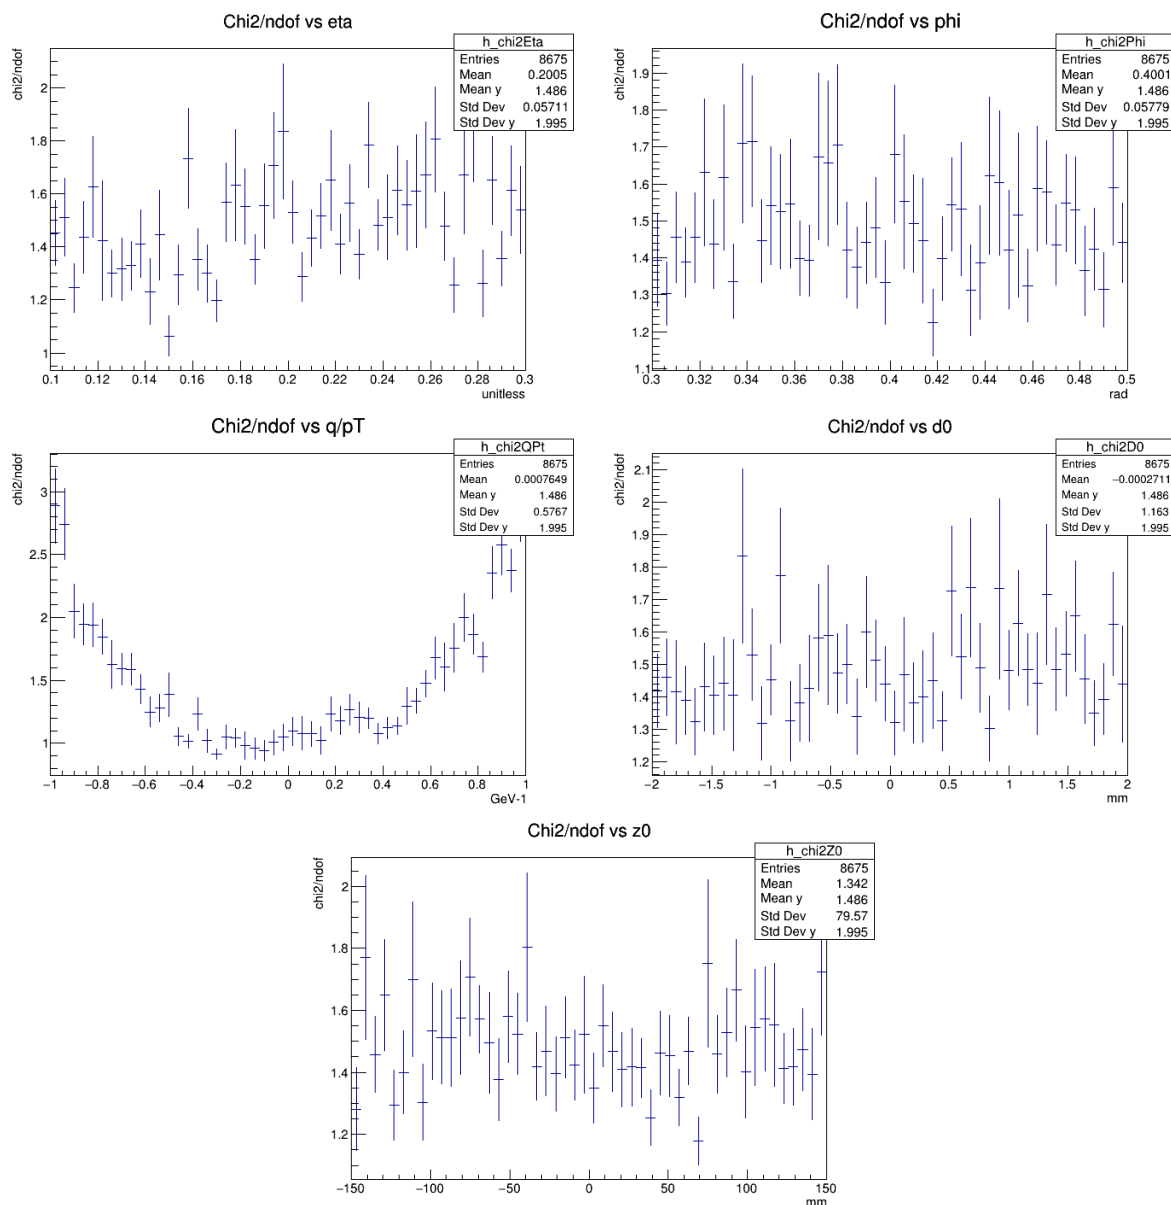 Chi2/ndof vs eta
chi2/ndof
h_chi2Eta
Entries 8675
Mean 0.2005
Mean y 1.486
Std Dev 0.05711
Std Dev y 1.995
2
1.8
1.6
1.4
1.2
1
0.1 0.12 0.14 0.16 0.18 0.2 0.22 0.24 0.26 0.28 0.3
unitless
Chi2/ndof vs phi
chi2/ndof
h_chi2Phi
Entries 8675
Mean 0.4001
Mean y 1.486
Std Dev 0.05779
Std Dev y 1.995
1.9
1.8
1.7
1.6
1.5
1.4
1.3
1.2
1.1
0.3 0.32 0.34 0.36 0.38 0.4 0.42 0.44 0.46 0.48 0.5
rad
Chi2/ndof vs q/pT
chi2/ndof
h_chi2QPt
Entries 8675
Mean 0.0007649
Mean y 1.486
Std Dev 0.5767
Std Dev y 1.995
3
2.5
2
1.5
1
−1 −0.8 −0.6 −0.4 −0.2 0 0.2 0.4 0.6 0.8 1
GeV-1
Chi2/ndof vs d0
chi2/ndof
h_chi2D0
Entries 8675
Mean −0.0002711
Mean y 1.486
Std Dev 1.163
Std Dev y 1.995
2.1
2
1.9
1.8
1.7
1.6
1.5
1.4
1.3
1.2
−2 −1.5 −1 −0.5 0 0.5 1 1.5 2
mm
Chi2/ndof vs z0
chi2/ndof
h_chi2Z0
Entries 8675
Mean 1.342
Mean y 1.486
Std Dev 79.57
Std Dev y 1.995
2
1.8
1.6
1.4
1.2
−150 −100 −50 0 50 100 150
mm